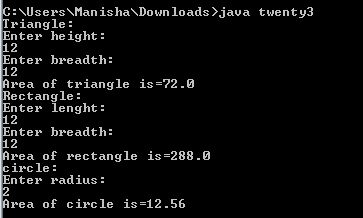 C:\Users\Manisha\Downloads>java twenty3
Triangle:
Enter height:
12
Enter breadth:
12
Area of triangle is=72.0
Rectangle:
Enter lenght:
12
Enter breadth:
12
Area of rectangle is=288.0
circle:
Enter radius:
2
Area of circle is=12.56